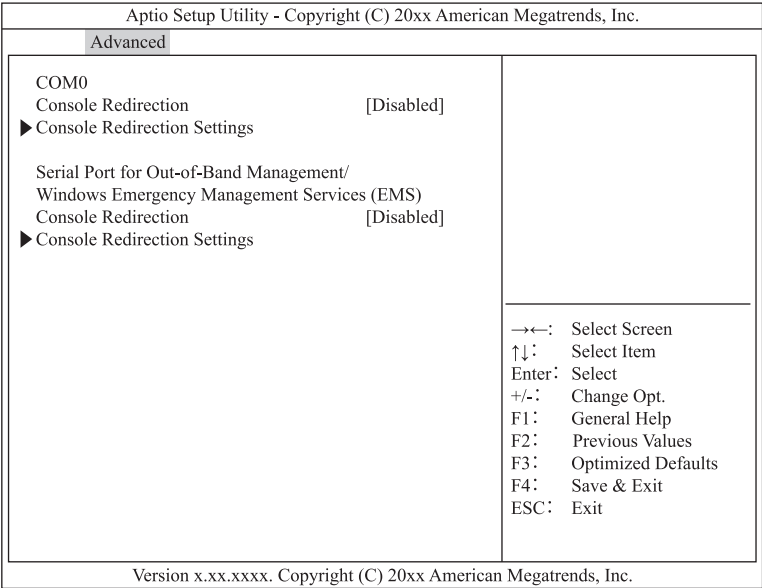 Aptio Setup Utility - Copyright (C) 20xx American Megatrends, Inc.
Advanced
COM0
Console Redirection [Disabled]
▶Console Redirection Settings
Serial Port for Out-of-Band Management/
Windows Emergency Management Services (EMS)
Console Redirection [Disabled]
▶Console Redirection Settings
→←: Select Screen
↑↓: Select Item
Enter: Select
+/-: Change Opt.
F1: General Help
F2: Previous Values
F3: Optimized Defaults
F4: Save & Exit
ESC: Exit
Version x.xx.xxxx. Copyright (C) 20xx American Megatrends, Inc.